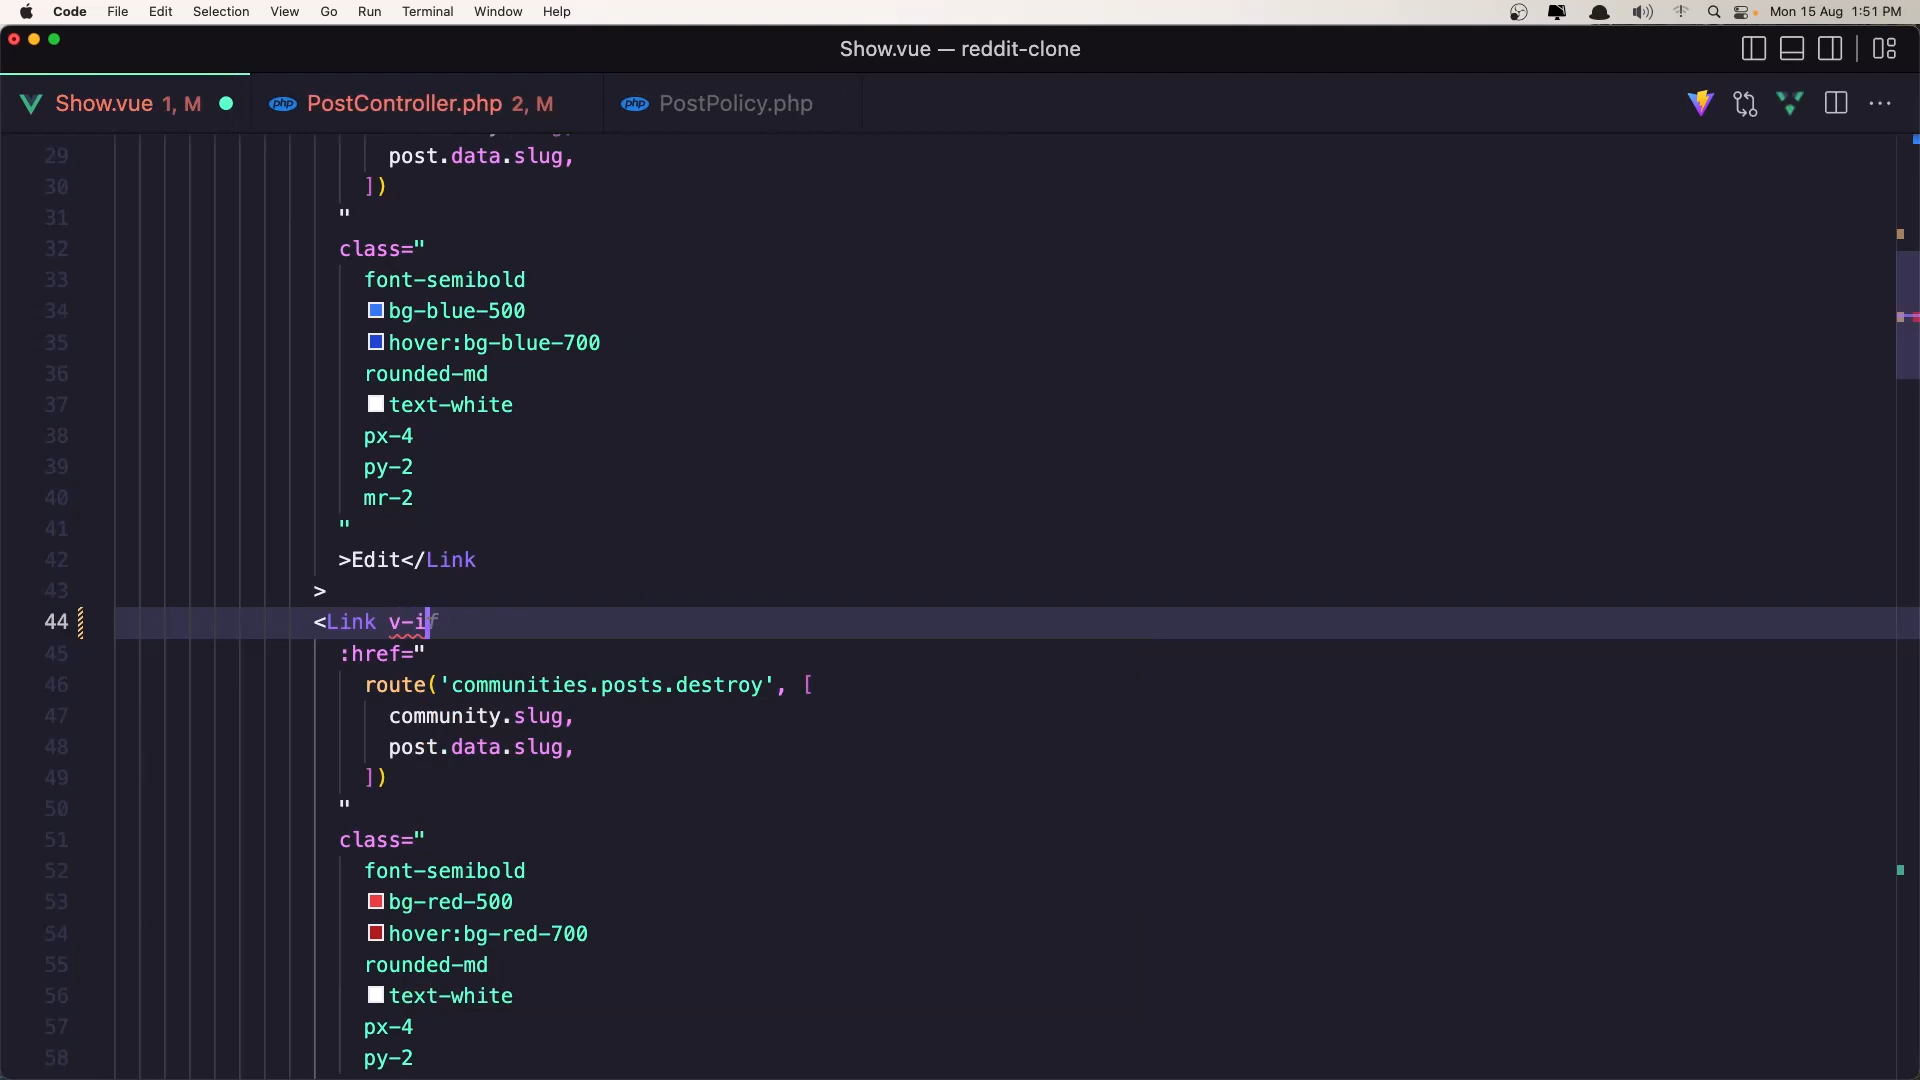 Code File Edit Selection View Go Run Terminal Window Help Mon 15 Aug 1:51 PM
Show.vue — reddit-clone
Show.vue 1, M PostController.php 2, M PostPolicy.php
29 post.data.slug,
30 ])
31 "
32 class="
33 font-semibold
34 bg-blue-500
35 hover:bg-blue-700
36 rounded-md
37 text-white
38 px-4
39 py-2
40 mr-2
41 "
42 >Edit</Link
43 >
44 <Link v-if
45 :href="
46 route('communities.posts.destroy', [
47 community.slug,
48 post.data.slug,
49 ])
50 "
51 class="
52 font-semibold
53 bg-red-500
54 hover:bg-red-700
55 rounded-md
56 text-white
57 px-4
58 py-2